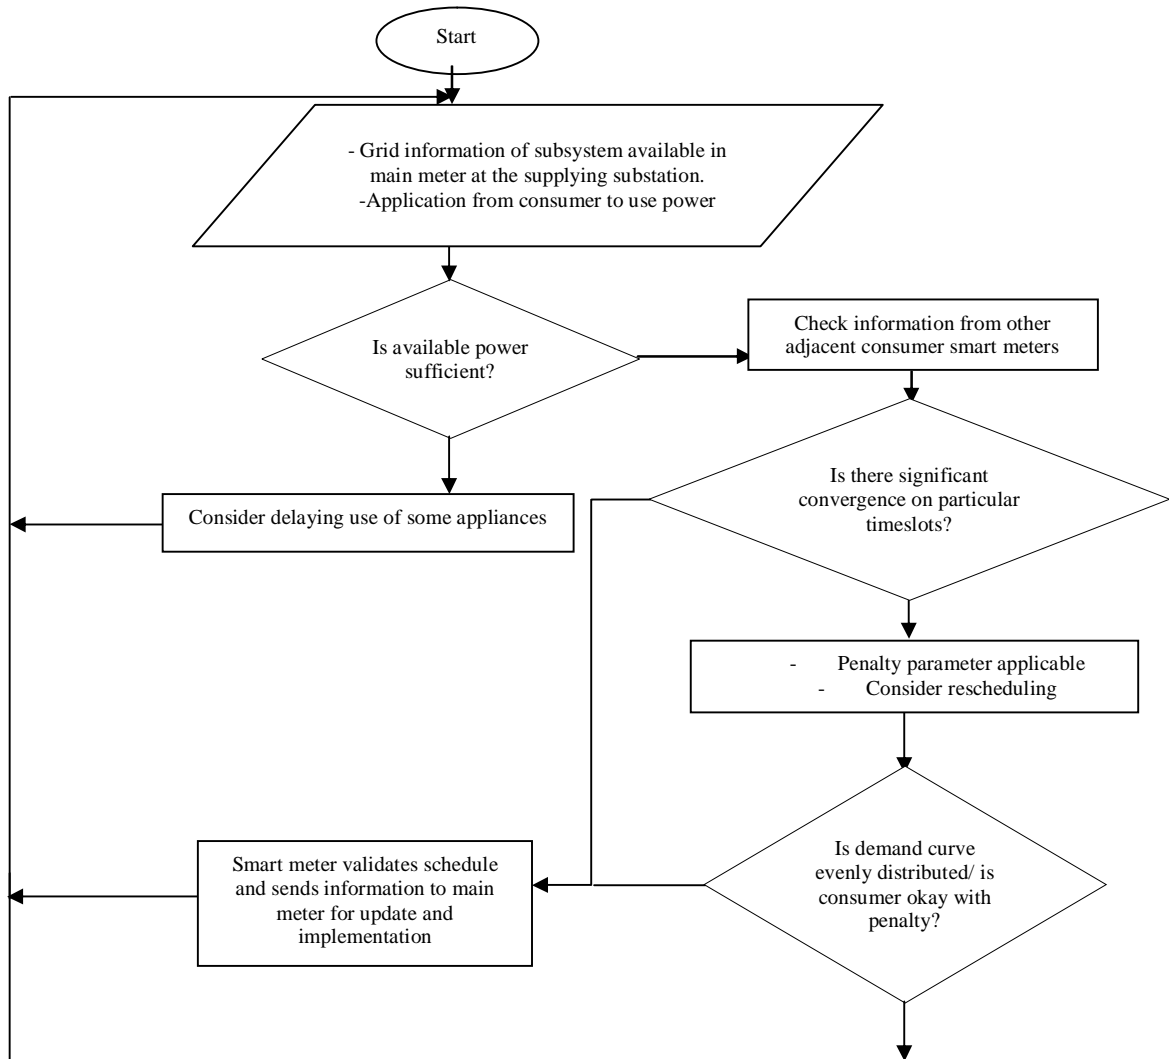 Start
- Grid information of subsystem available in
main meter at the supplying substation.
-Application from consumer to use power
Is available power
sufficient?
Check information from other
adjacent consumer smart meters
Is there significant
convergence on particular
timeslots?
Consider delaying use of some appliances
- Penalty parameter applicable
- Consider rescheduling
Is demand curve
evenly distributed/ is
consumer okay with
penalty?
Smart meter validates schedule
and sends information to main
meter for update and
implementation